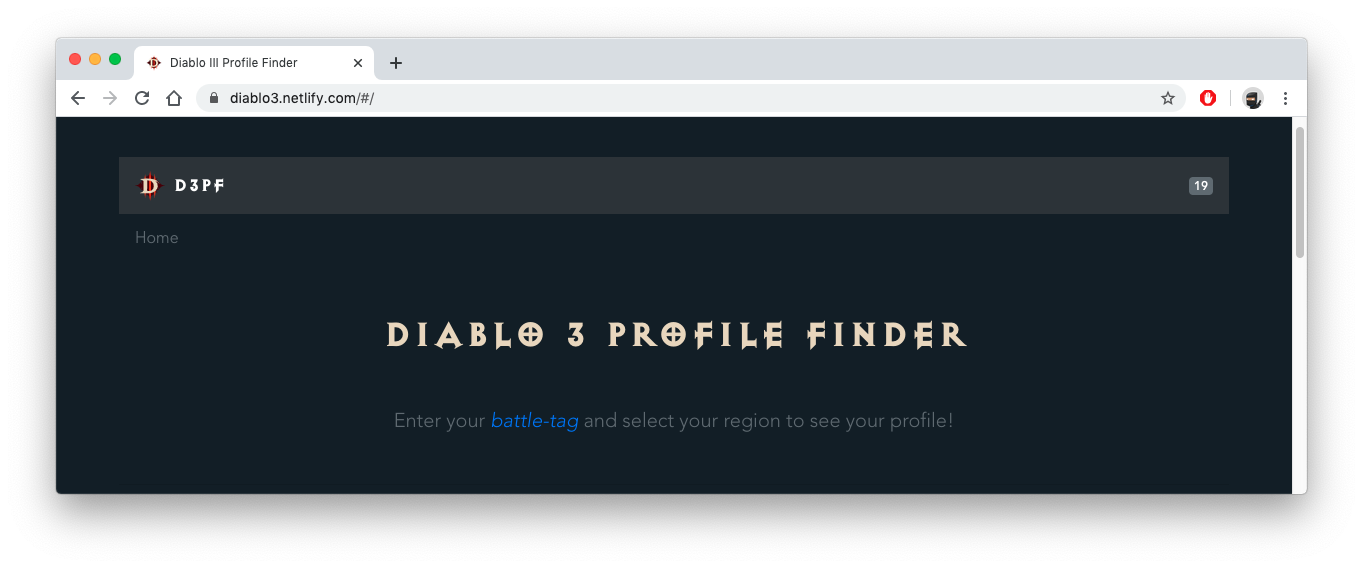 Diablo III Profile Finder
diablo3.netlify.com/#/
D D3PF
19
Home
DIABLO 3 PROFILE FINDER
Enter your battle-tag and select your region to see your profile!